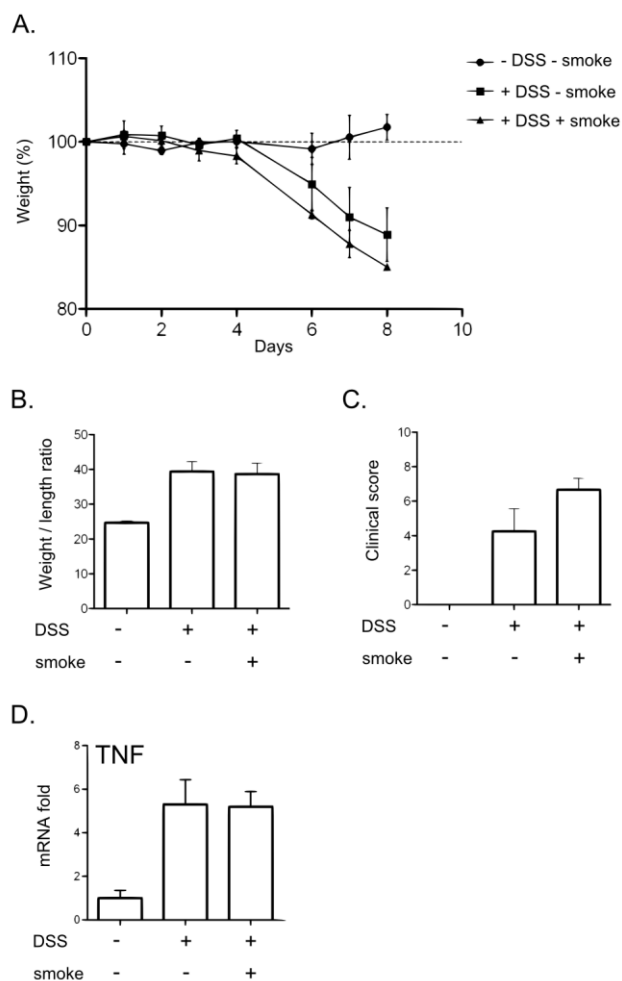 A.
110
100
90
80
Weight (%)
0 2 4 6 8 10
Days
- DSS - smoke
+ DSS - smoke
+ DSS + smoke
B.
50
40
30
20
10
0
Weight / length ratio
DSS - + +
smoke - - +
C.
10
8
6
4
2
0
Clinical score
DSS - + +
smoke - - +
D.
TNF
8
6
4
2
0
mRNA fold
DSS - + +
smoke - - +